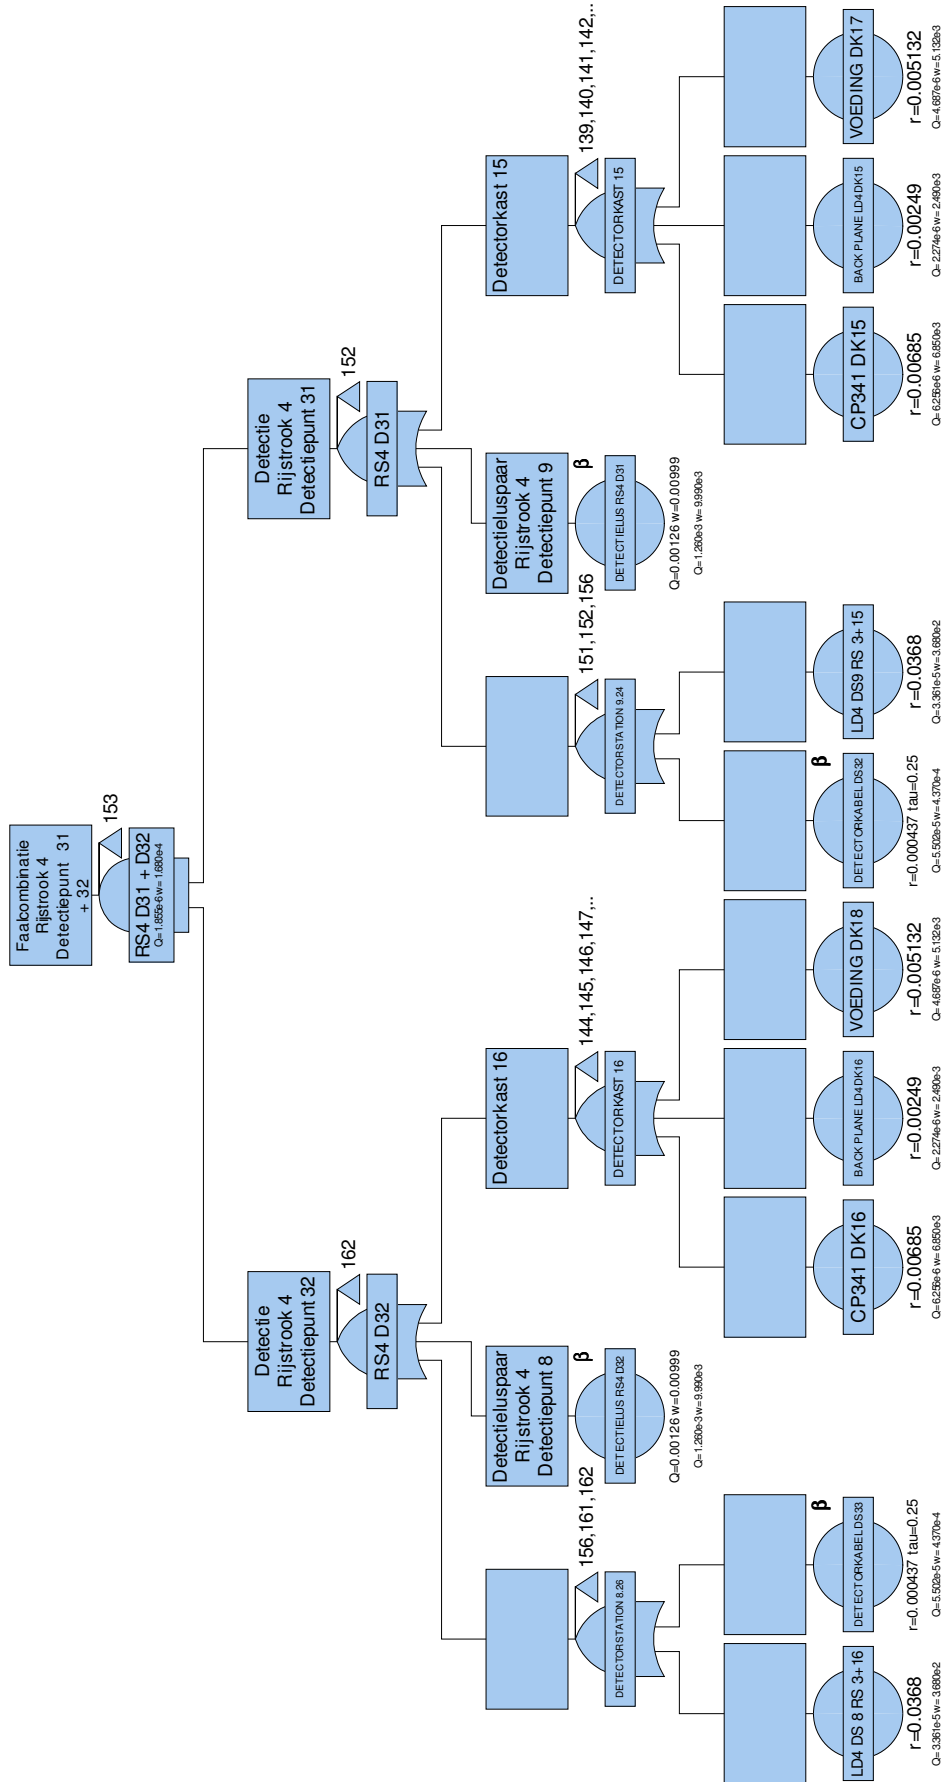 Faalcombinatie
Rijstrook 4
Detectiepunt 31
+ 32
153
RS4 D31 + D32
Q=1.855e-6 w= 1.680e-4
Detectie
Rijstrook 4
Detectiepunt 32
162
RS4 D32
Detectie
Rijstrook 4
Detectiepunt 31
152
RS4 D31
156,161,162
DETECTORSTATION 8.26
Detectieluspaar
Rijstrook 4
Detectiepunt 8
β
DETECTIELUS RS4 D32
Q=0.00126 w=0.00999
Q=1.260e-3 w= 9.990e-3
Detectorkast 16
144,145,146,147,..
DETECTORKAST 16
151,152,156
DETECTORSTATION 9.24
Detectieluspaar
Rijstrook 4
Detectiepunt 9
β
DETECTIELUS RS4 D31
Q=0.00126 w=0.00999
Q=1.260e-3 w= 9.990e-3
Detectorkast 15
139,140,141,142,..
DETECTORKAST 15
LD4 DS 8 RS 3+16
r=0.0368
Q=3.361e-5 w= 3.680e-2
β
DETECTORKABEL DS33
r=0.000437 tau=0.25
Q=5.502e-5 w= 4.370e-4
CP341 DK16
r=0.00685
Q=6.256e-6 w= 6.850e-3
BACK PLANE LD4 DK16
r=0.00249
Q=2.274e-6 w= 2.490e-3
VOEDING DK18
r=0.005132
Q=4.687e-6 w= 5.132e-3
β
DETECTORKABEL DS32
r=0.000437 tau=0.25
Q=5.502e-5 w= 4.370e-4
LD4 DS9 RS 3+15
r=0.0368
Q=3.361e-5 w= 3.680e-2
CP341 DK15
r=0.00685
Q=6.256e-6 w= 6.850e-3
BACK PLANE LD4 DK15
r=0.00249
Q=2.274e-6 w= 2.490e-3
VOEDING DK17
r=0.005132
Q=4.687e-6 w= 5.132e-3